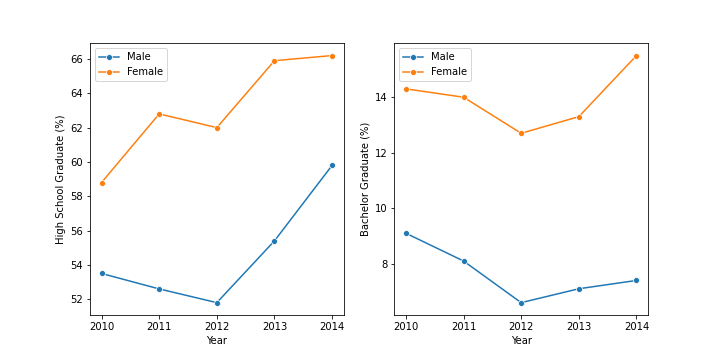 Male
Female
66
64
62
60
58
56
54
52
High School Graduate (%)
2010 2011 2012 2013 2014
Year
Male
Female
14
12
10
8
Bachelor Graduate (%)
2010 2011 2012 2013 2014
Year